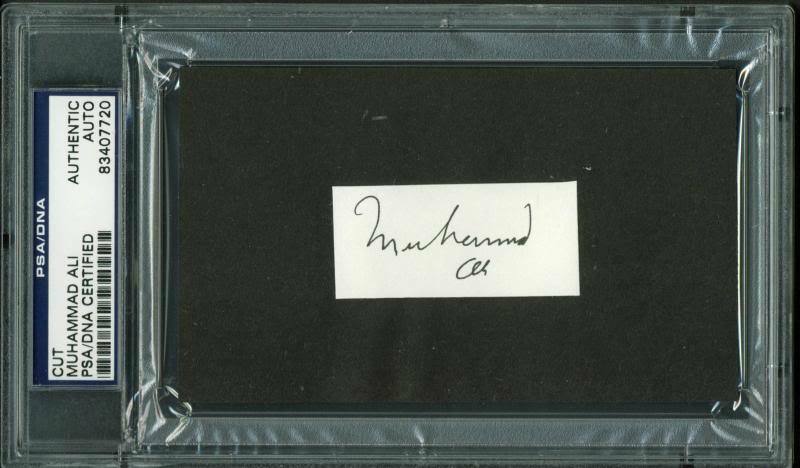 PSA/DNA
CUT
MUHAMMAD ALI
PSA/DNA CERTIFIED
AUTHENTIC
AUTO
83407720
Muhammad
Ali